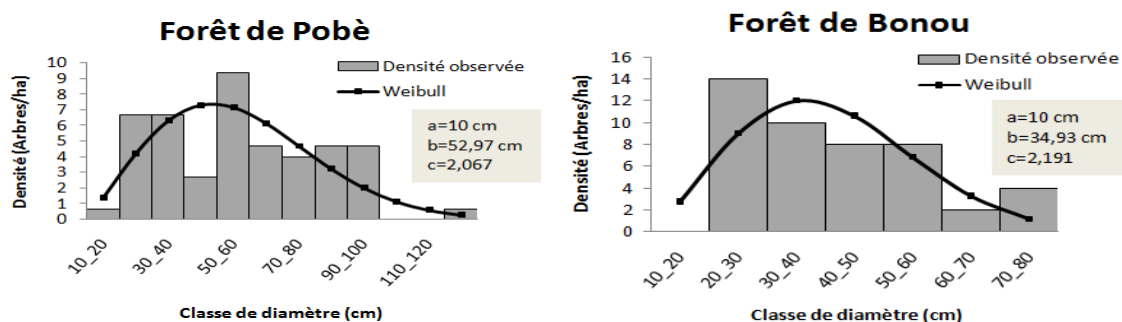 Forêt de Pobè
Densité (Arbres/ha)
10
9
8
7
6
5
4
3
2
1
0
Densité observée
Weibull
a=10 cm
b=52,97 cm
c=2,067
10_20
30_40
50_60
70_80
90_100
110_120
Classe de diamètre (cm)
Forêt de Bonou
Densité (Arbres/ha)
16
14
12
10
8
6
4
2
0
Densité observée
Weibull
a=10 cm
b=34,93 cm
c=2,191
10_20
20_30
30_40
40_50
50_60
60_70
70_80
Classe de diamètre (cm)